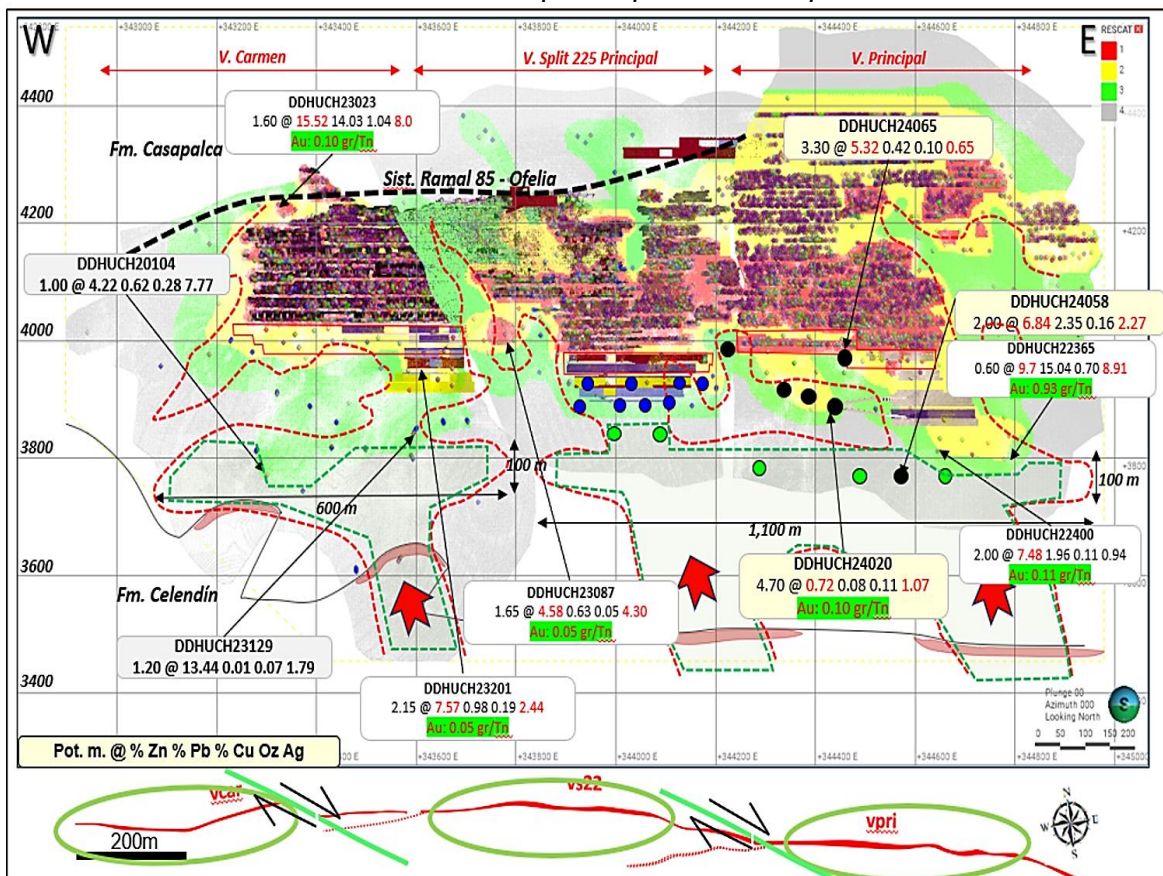 W
E
+343000 +343200 +343400 +343600 +343800 +344000 +344200 +344400 +344600 +344800
RESCAT
1
2
3
4
V. Carmen
V. Split 225 Principal
V. Principal
4400
DDHUCH23023
1.60 @ 15.52 14.03 1.04 8.0
Au: 0.10 gr/Tn
DDHUCH24065
3.30 @ 5.32 0.42 0.10 0.65
Fm. Casapalca
Sist. Ramal 85 - Ofelia
4200
+4200
DDHUCH20104
1.00 @ 4.22 0.62 0.28 7.77
DDHUCH24058
2.00 @ 6.84 2.35 0.16 2.27
4000
DDHUCH22365
0.60 @ 9.7 15.04 0.70 8.91
Au: 0.93 gr/Tn
3800
+3800
100 m
100 m
600 m
1,100 m
DDHUCH22400
2.00 @ 7.48 1.96 0.11 0.94
Au: 0.11 gr/Tn
3600
DDHUCH24020
4.70 @ 0.72 0.08 0.11 1.07
Au: 0.10 gr/Tn
Fm. Celendín
DDHUCH23087
1.65 @ 4.58 0.63 0.05 4.30
Au: 0.05 gr/Tn
DDHUCH23129
1.20 @ 13.44 0.01 0.07 1.79
DDHUCH23201
2.15 @ 7.57 0.98 0.19 2.44
Au: 0.05 gr/Tn
3400
Plunge 00
Azimuth 000
Looking North
S
0 50 100 150 200
Pot. m. @ % Zn % Pb % Cu Oz Ag
+343600 +343800 +344000 +344200 +344400 +344600 +344800 +345000
vcar
vs22
vpri
200m
N
W
E
S